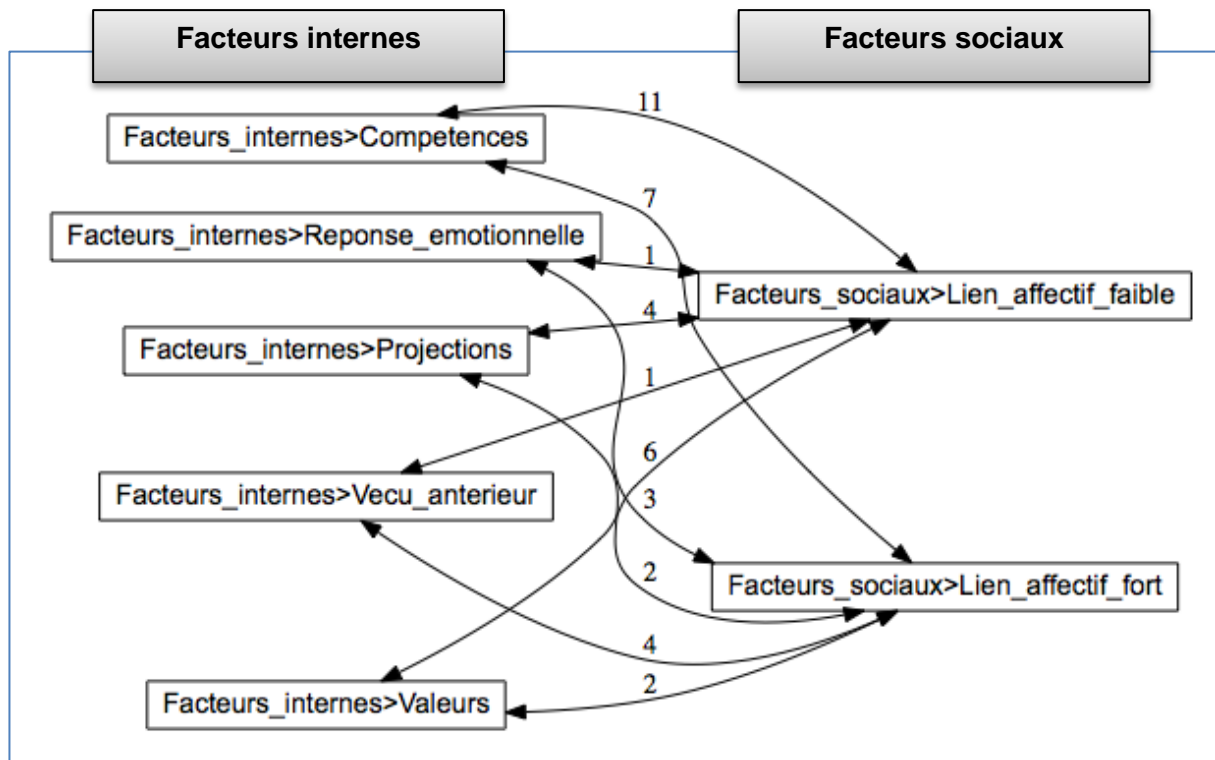 Facteurs internes
Facteurs sociaux
11
Facteurs_internes>Competences
7
Facteurs_internes>Reponse_emotionnelle
1
Facteurs_sociaux>Lien_affectif_faible
4
Facteurs_internes>Projections
1
6
Facteurs_internes>Vecu_anterieur
3
2
Facteurs_sociaux>Lien_affectif_fort
4
2
Facteurs_internes>Valeurs